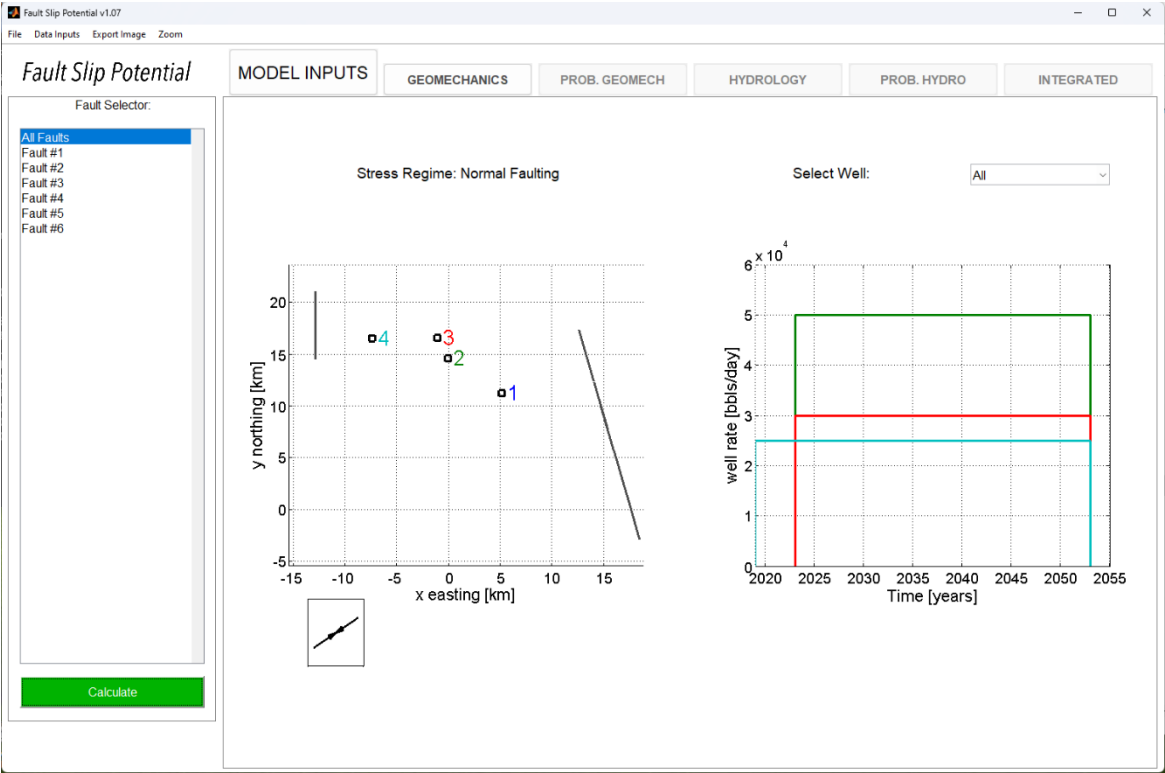 Fault Slip Potential v1.07
File Data Inputs Export Image Zoom
Fault Slip Potential
MODEL INPUTS GEOMECHANICS PROB. GEOMECH HYDROLOGY PROB. HYDRO INTEGRATED
Fault Selector:
All Faults
Fault #1
Fault #2
Fault #3
Fault #4
Fault #5
Fault #6
Calculate
Stress Regime: Normal Faulting
20
15
10
5
0
-5
y northing [km]
4
3
2
1
-15 -10 -5 0 5 10 15
x easting [km]
Select Well: All
x 10^4
6
5
4
3
2
1
0
well rate [bbls/day]
2020 2025 2030 2035 2040 2045 2050 2055
Time [years]